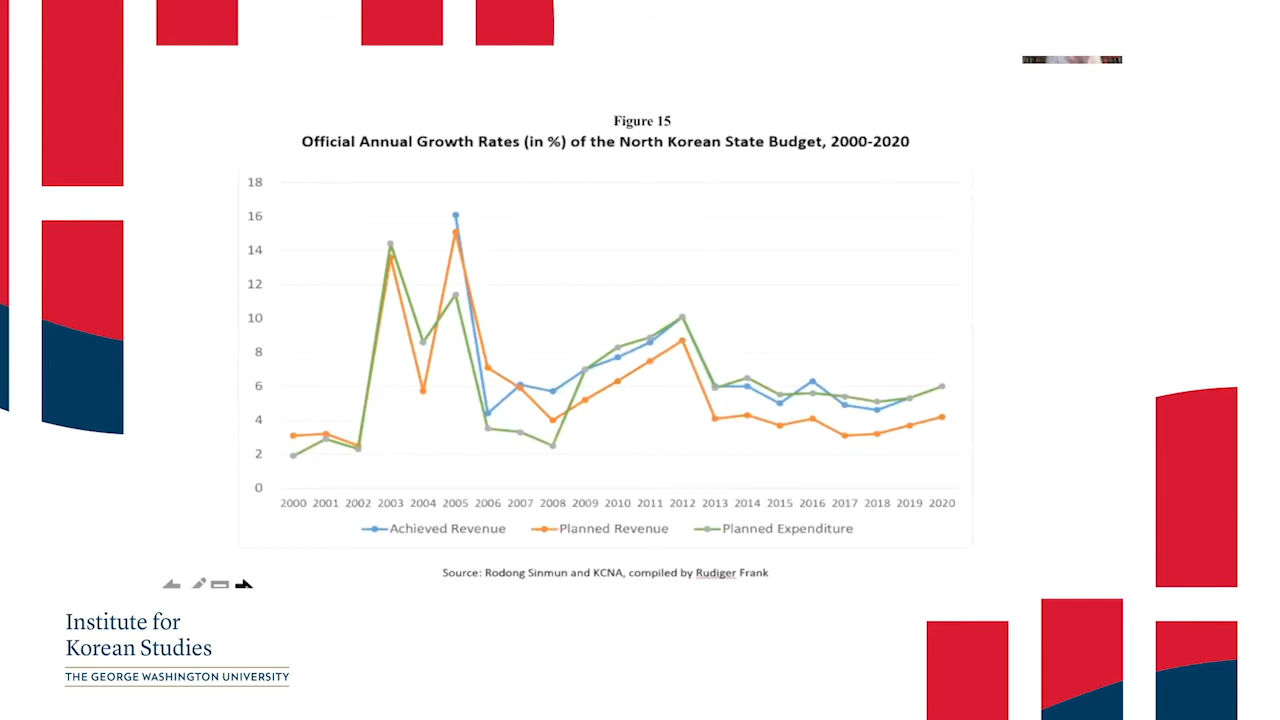 Figure 15
Official Annual Growth Rates (in %) of the North Korean State Budget, 2000-2020
18
16
14
12
10
8
6
4
2
0
2000 2001 2002 2003 2004 2005 2006 2007 2008 2009 2010 2011 2012 2013 2014 2015 2016 2017 2018 2019 2020
Achieved Revenue Planned Revenue Planned Expenditure
Source: Rodong Sinmun and KCNA, compiled by Rudiger Frank
Institute for
Korean Studies
THE GEORGE WASHINGTON UNIVERSITY